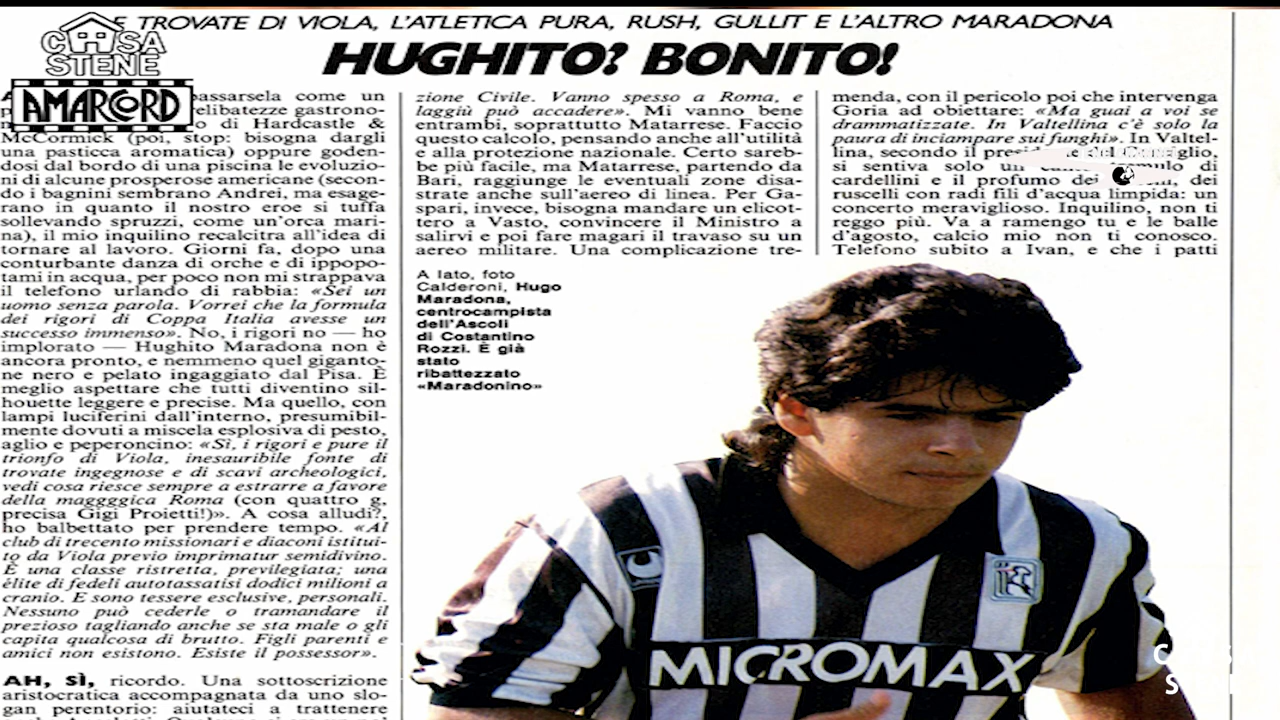 E TROVATE DI VIOLA, L'ATLETICA PURA, RUSH, GULLIT E L'ALTRO MARADONA
HUGHITO? BONITO!
CASA
STENE
AMARCORD
passarsela come un
relibatezze gastrono-
o di Hardcastle &
McCormick (poi, stop: bisogna dargli
una pasticca aromatica) oppure goden-
dosi dal bordo di una piscina le evoluzio-
ni di alcune prosperose americane (secon-
do i bagnini sembrano Andrei, ma esage-
rano in quanto il nostro eroe si tuffa
sollevando spruzzi, come un'orca mari-
na), il mio inquilino recalcitra all'idea di
tornare al lavoro. Giorni fa, dopo una
conturbante danza di orche e di ippopo-
tami in acqua, per poco non mi strappava
il telefono urlando di rabbia: «Sei un
uomo senza parola. Vorrei che la formula
dei rigori di Coppa Italia avesse un
successo immenso». No, i rigori no — ho
implorato — Hughito Maradona non è
ancora pronto, e nemmeno quel giganto-
ne nero e pelato ingaggiato dal Pisa. È
meglio aspettare che tutti diventino sil-
houette leggere e precise. Ma quello, con
lampi luciferini dall'interno, presumibil-
mente dovuti a miscela esplosiva di pesto,
aglio e peperoncino: «Sì, i rigori e pure il
trionfo di Viola, inesauribile fonte di
trovate ingegnose e di scavi archeologici,
vedi cosa riesce sempre a estrarre a favore
della maggggica Roma (con quattro g,
precisa Gigi Proietti!)». A cosa alludi?,
ho balbettato per prendere tempo. «Al
club di trecento missionari e diaconi istitui-
to da Viola previo imprimatur semidivino.
È una classe ristretta, previlegiata; una
élite di fedeli autotassatisi dodici milioni a
cranio. E sono tessere esclusive, personali.
Nessuno può cederle o tramandare il
prezioso tagliando anche se sta male o gli
capita qualcosa di brutto. Figli parenti e
amici non esistono. Esiste il possessor».
AH, SÌ, ricordo. Una sottoscrizione
aristocratica accompagnata da uno slo-
gan perentorio: aiutateci a trattenere
zione Civile. Vanno spesso a Roma, e
laggiù può accadere». Mi vanno bene
entrambi, soprattutto Matarrese. Faccio
questo calcolo, pensando anche all'utilità
e alla protezione nazionale. Certo sareb-
be più facile, ma Matarrese, partendo da
Bari, raggiunge le eventuali zone disa-
strate anche sull'aereo di linea. Per Ga-
spari, invece, bisogna mandare un elicot-
tero a Vasto, convincere il Ministro a
salirvi e poi fare magari il travaso su un
aereo militare. Una complicazione tre-
menda, con il pericolo poi che intervenga
Goria ad obiettare: «Ma guai a voi se
drammatizzate. In Valtellina c'è solo la
paura di inciampare sui funghi». In Valtel-
lina, secondo il
si sentiva solo un
cardellini e il profumo dei dei
ruscelli con radi fili d'acqua limpida: un
concerto meraviglioso. Inquilino, non ti
reggo più. Va a ramengo tu e le balle
d'agosto, calcio mio non ti conosco.
Telefono subito a Ivan, e che i patti
A lato, foto
Calderoni, Hugo
Maradona,
centrocampista
dell'Ascoli
di Costantino
Rozzi. È già
stato
ribattezzato
«Maradonino»
MICROMAX